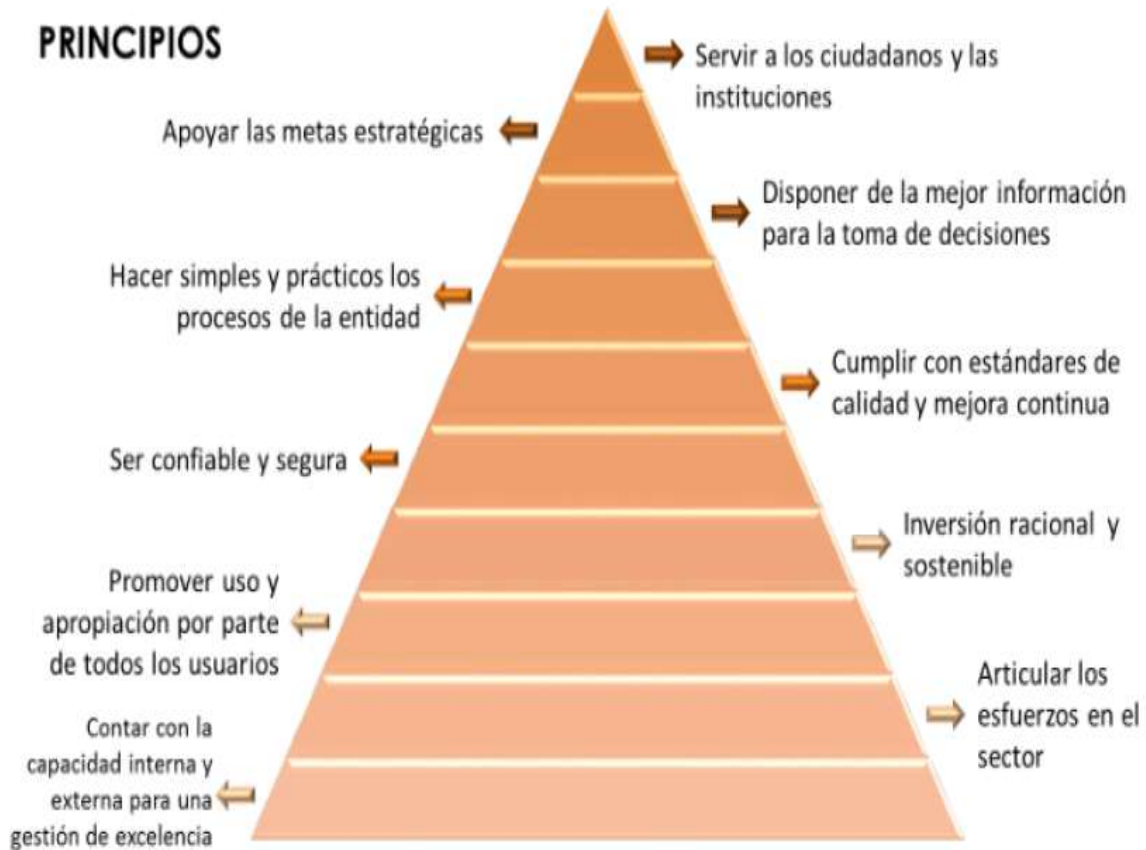 PRINCIPIOS
Servir a los ciudadanos y las
instituciones
Apoyar las metas estratégicas
Disponer de la mejor información
para la toma de decisiones
Hacer simples y prácticos los
procesos de la entidad
Cumplir con estándares de
calidad y mejora continua
Ser confiable y segura
Inversión racional y
sostenible
Promover uso y
apropiación por parte
de todos los usuarios
Articular los
esfuerzos en el
sector
Contar con la
capacidad interna y
externa para una
gestión de excelencia